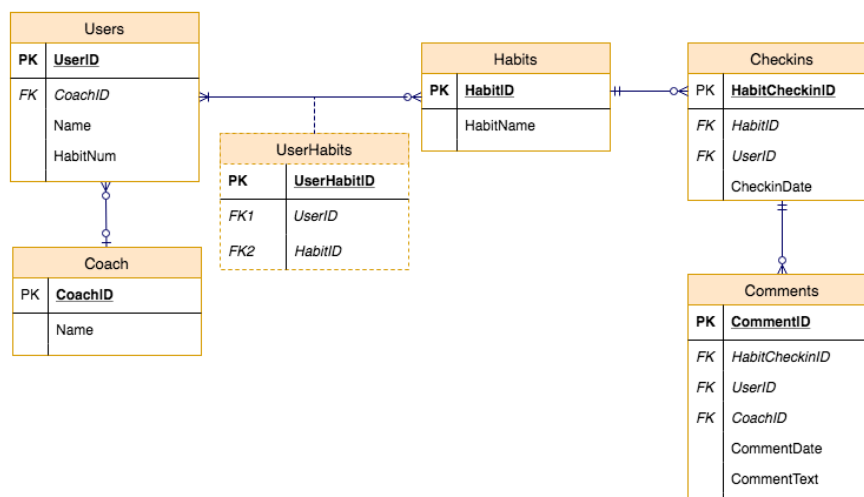 Users
PK UserID
FK CoachID
Name
HabitNum
Coach
PK CoachID
Name
UserHabits
PK UserHabitID
FK1 UserID
FK2 HabitID
Habits
PK HabitID
HabitName
Checkins
PK HabitCheckinID
FK HabitID
FK UserID
CheckinDate
Comments
PK CommentID
FK HabitCheckinID
FK UserID
FK CoachID
CommentDate
CommentText